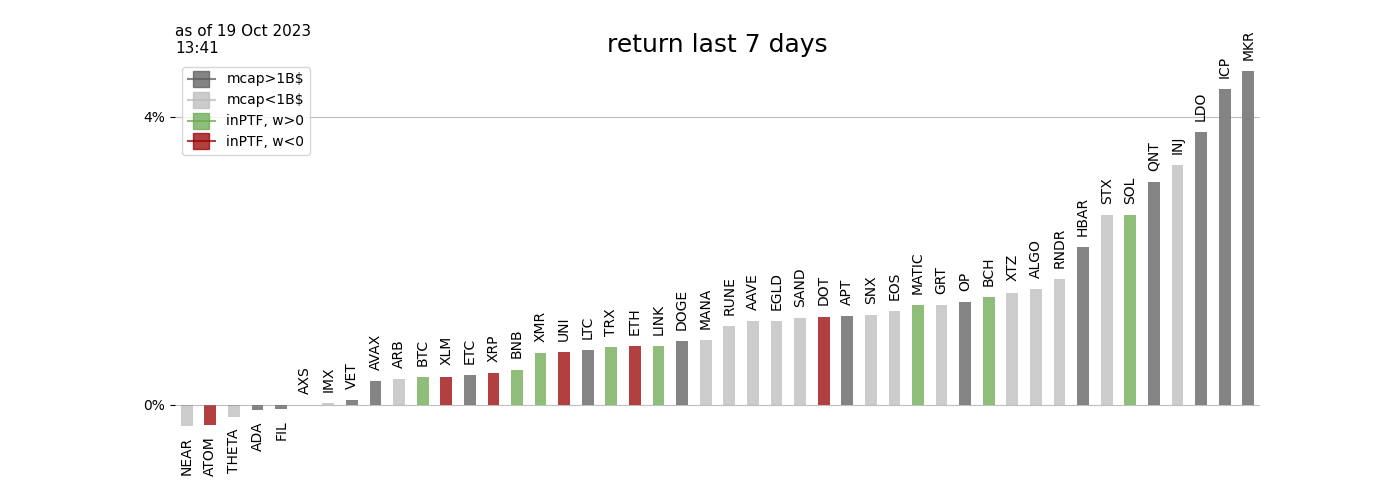 as of 19 Oct 2023
13:41
return last 7 days
mcap>1B$
mcap<1B$
inPTF, w>0
inPTF, w<0
4%
0%
NEAR
ATOM
THETA
ADA
FIL
AXS
IMX
VET
AVAX
ARB
BTC
XLM
ETC
XRP
BNB
XMR
UNI
LTC
TRX
ETH
LINK
DOGE
MANA
RUNE
AAVE
EGLD
SAND
DOT
APT
SNX
EOS
MATIC
GRT
OP
BCH
XTZ
ALGO
RNDR
HBAR
STX
SOL
QNT
INJ
LDO
ICP
MKR